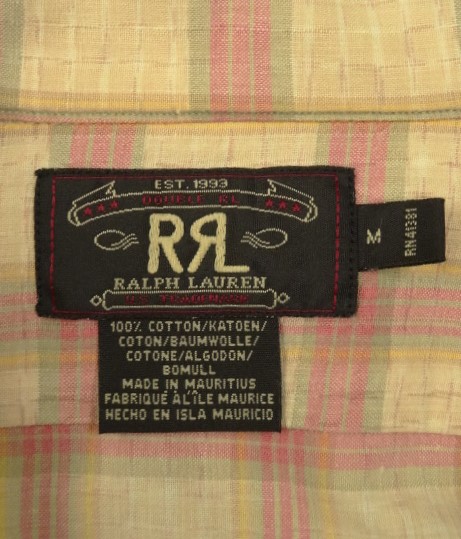 EST. 1993
DOUBLE RL
RRL
RALPH LAUREN
U.S. TRADEMARK
M
RN41381
100% COTTON/KATOEN/
COTON/BAUMWOLLE/
COTONE/ALGODON/
BOMULL
MADE IN MAURITIUS
FABRIQUÉ À L'ÎLE MAURICE
HECHO EN ISLA MAURICIO